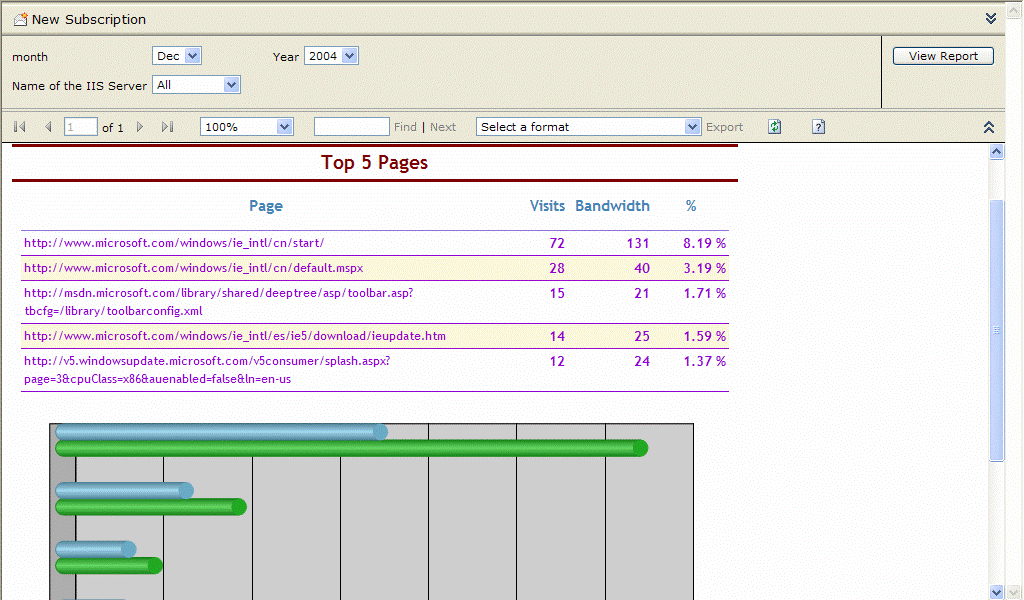 New Subscription
month Dec Year 2004 View Report
Name of the IIS Server All
1 of 1 100% Find | Next Select a format Export ?
Top 5 Pages
Page Visits Bandwidth %
http://www.microsoft.com/windows/ie_intl/cn/start/ 72 131 8.19 %
http://www.microsoft.com/windows/ie_intl/cn/default.mspx 28 40 3.19 %
http://msdn.microsoft.com/library/shared/deeptree/asp/toolbar.asp? 15 21 1.71 %
tbcfg=/library/toolbarconfig.xml
http://www.microsoft.com/windows/ie_intl/es/ie5/download/ieupdate.htm 14 25 1.59 %
http://v5.windowsupdate.microsoft.com/v5consumer/splash.aspx? 12 24 1.37 %
page=3&cpuClass=x86&auenabled=false&ln=en-us